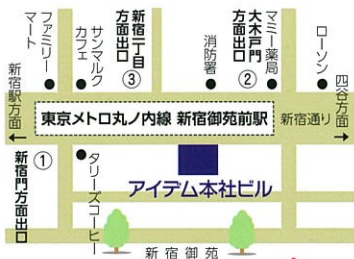 ファミリー
マート
サンマルク
カフェ
新宿一丁目
方面出口
③
消防署
大木戸門
方面出口
②
マミー薬局
ローソン
新宿駅方面
東京メトロ丸ノ内線 新宿御苑前駅
新宿通り
四谷方面
①
新宿門方面出口
タリーズコーヒー
アイデム本社ビル
新宿御苑